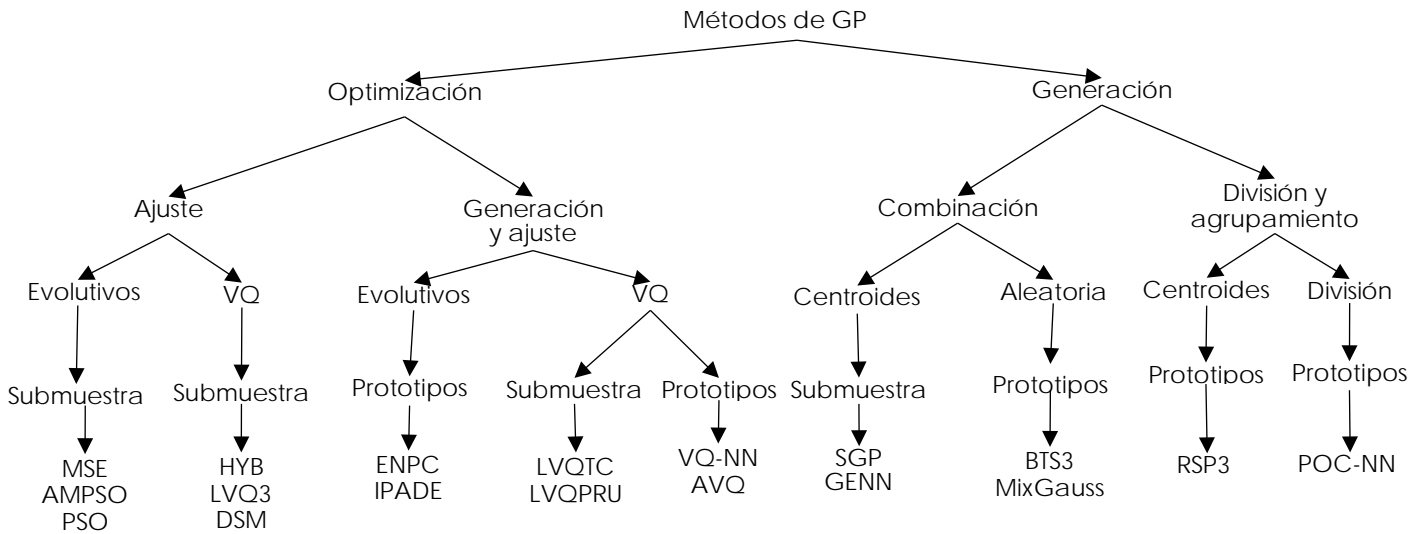 Métodos de GP
Optimización
Generación
Ajuste
Generación
y ajuste
Combinación
División y
agrupamiento
Evolutivos
VQ
Evolutivos
VQ
Centroides
Aleatoria
Centroides
División
Submuestra
Submuestra
Prototipos
Submuestra
Prototipos
Submuestra
Prototipos
Prototipos
Prototipos
MSE
AMPSO
PSO
HYB
LVQ3
DSM
ENPC
IPADE
LVQTC
LVQPRU
VQ-NN
AVQ
SGP
GENN
BTS3
MixGauss
RSP3
POC-NN